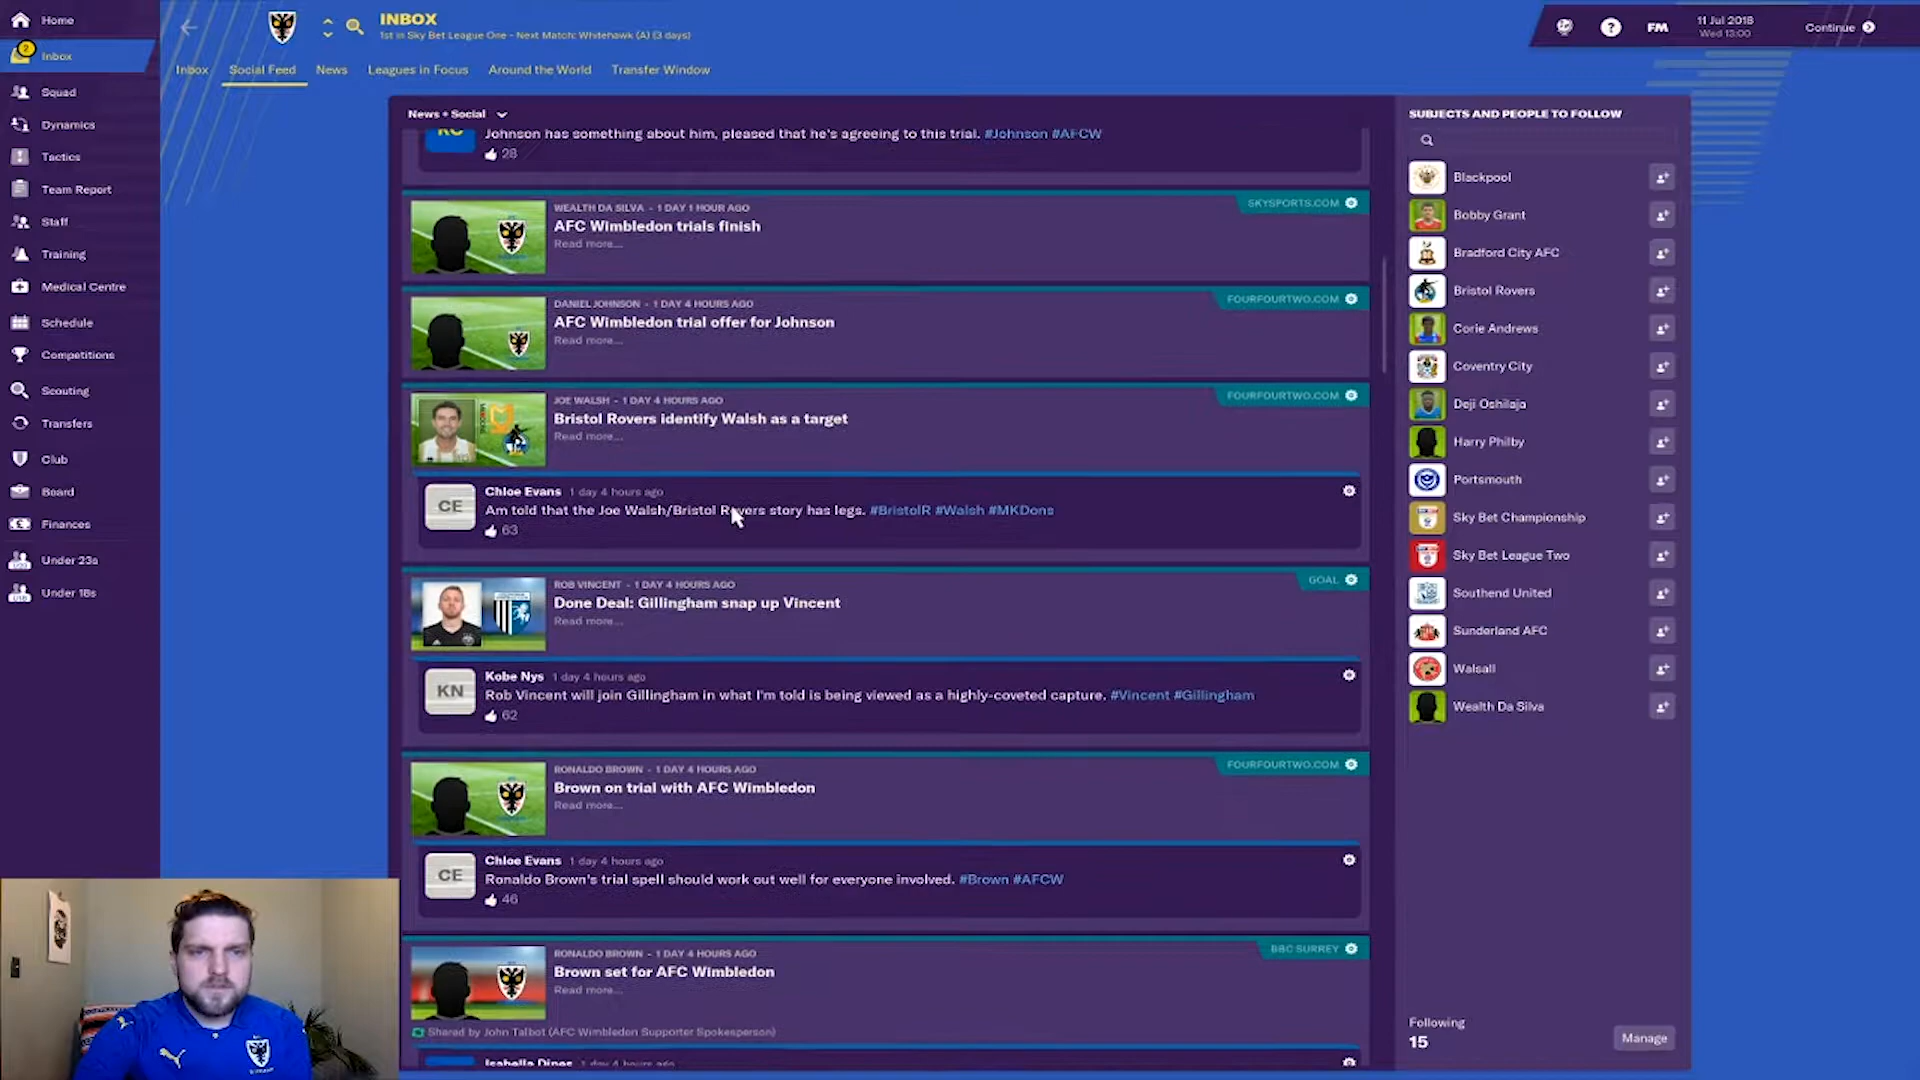 Home
2
Inbox
Squad
Dynamics
Tactics
Team Report
Staff
Training
Medical Centre
Schedule
Competitions
Scouting
Transfers
Club
Board
Finances
Under 23s
Under 18s
INBOX
1st in Sky Bet League One - Next Match: Whitehawk (A) (3 days)
? FM
11 Jul 2018
Wed 13:00
Continue
Inbox Social Feed News Leagues in Focus Around the World Transfer Window
News + Social
Johnson has something about him, pleased that he's agreeing to this trial. #Johnson #AFCW
28
WEALTH DA SILVA - 1 DAY 1 HOUR AGO
SKYSPORTS.COM
AFC Wimbledon trials finish
Read more...
DANIEL JOHNSON - 1 DAY 4 HOURS AGO
FOURFOURTWO.COM
AFC Wimbledon trial offer for Johnson
Read more...
JOE WALSH - 1 DAY 4 HOURS AGO
FOURFOURTWO.COM
Bristol Rovers identify Walsh as a target
Read more...
CE
Chloe Evans 1 day 4 hours ago
Am told that the Joe Walsh/Bristol Rovers story has legs. #BristolR #Walsh #MKDons
63
ROB VINCENT - 1 DAY 4 HOURS AGO
GOAL
Done Deal: Gillingham snap up Vincent
Read more...
KN
Kobe Nys 1 day 4 hours ago
Rob Vincent will join Gillingham in what I'm told is being viewed as a highly-coveted capture. #Vincent #Gillingham
62
RONALDO BROWN - 1 DAY 4 HOURS AGO
FOURFOURTWO.COM
Brown on trial with AFC Wimbledon
Read more...
CE
Chloe Evans 1 day 4 hours ago
Ronaldo Brown's trial spell should work out well for everyone involved. #Brown #AFCW
46
RONALDO BROWN - 1 DAY 4 HOURS AGO
BBC SURREY
Brown set for AFC Wimbledon
Read more...
Shared by John Talbot (AFC Wimbledon Supporter Spokesperson)
Isabella Dines 1 day 4 hours ago
SUBJECTS AND PEOPLE TO FOLLOW
Blackpool
Bobby Grant
Bradford City AFC
Bristol Rovers
Corie Andrews
Coventry City
Deji Oshilaja
Harry Philby
Portsmouth
Sky Bet Championship
Sky Bet League Two
Southend United
Sunderland AFC
Walsall
Wealth Da Silva
Following
15
Manage